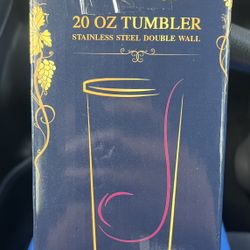 20 OZ TUMBLER
STAINLESS STEEL DOUBLE WALL